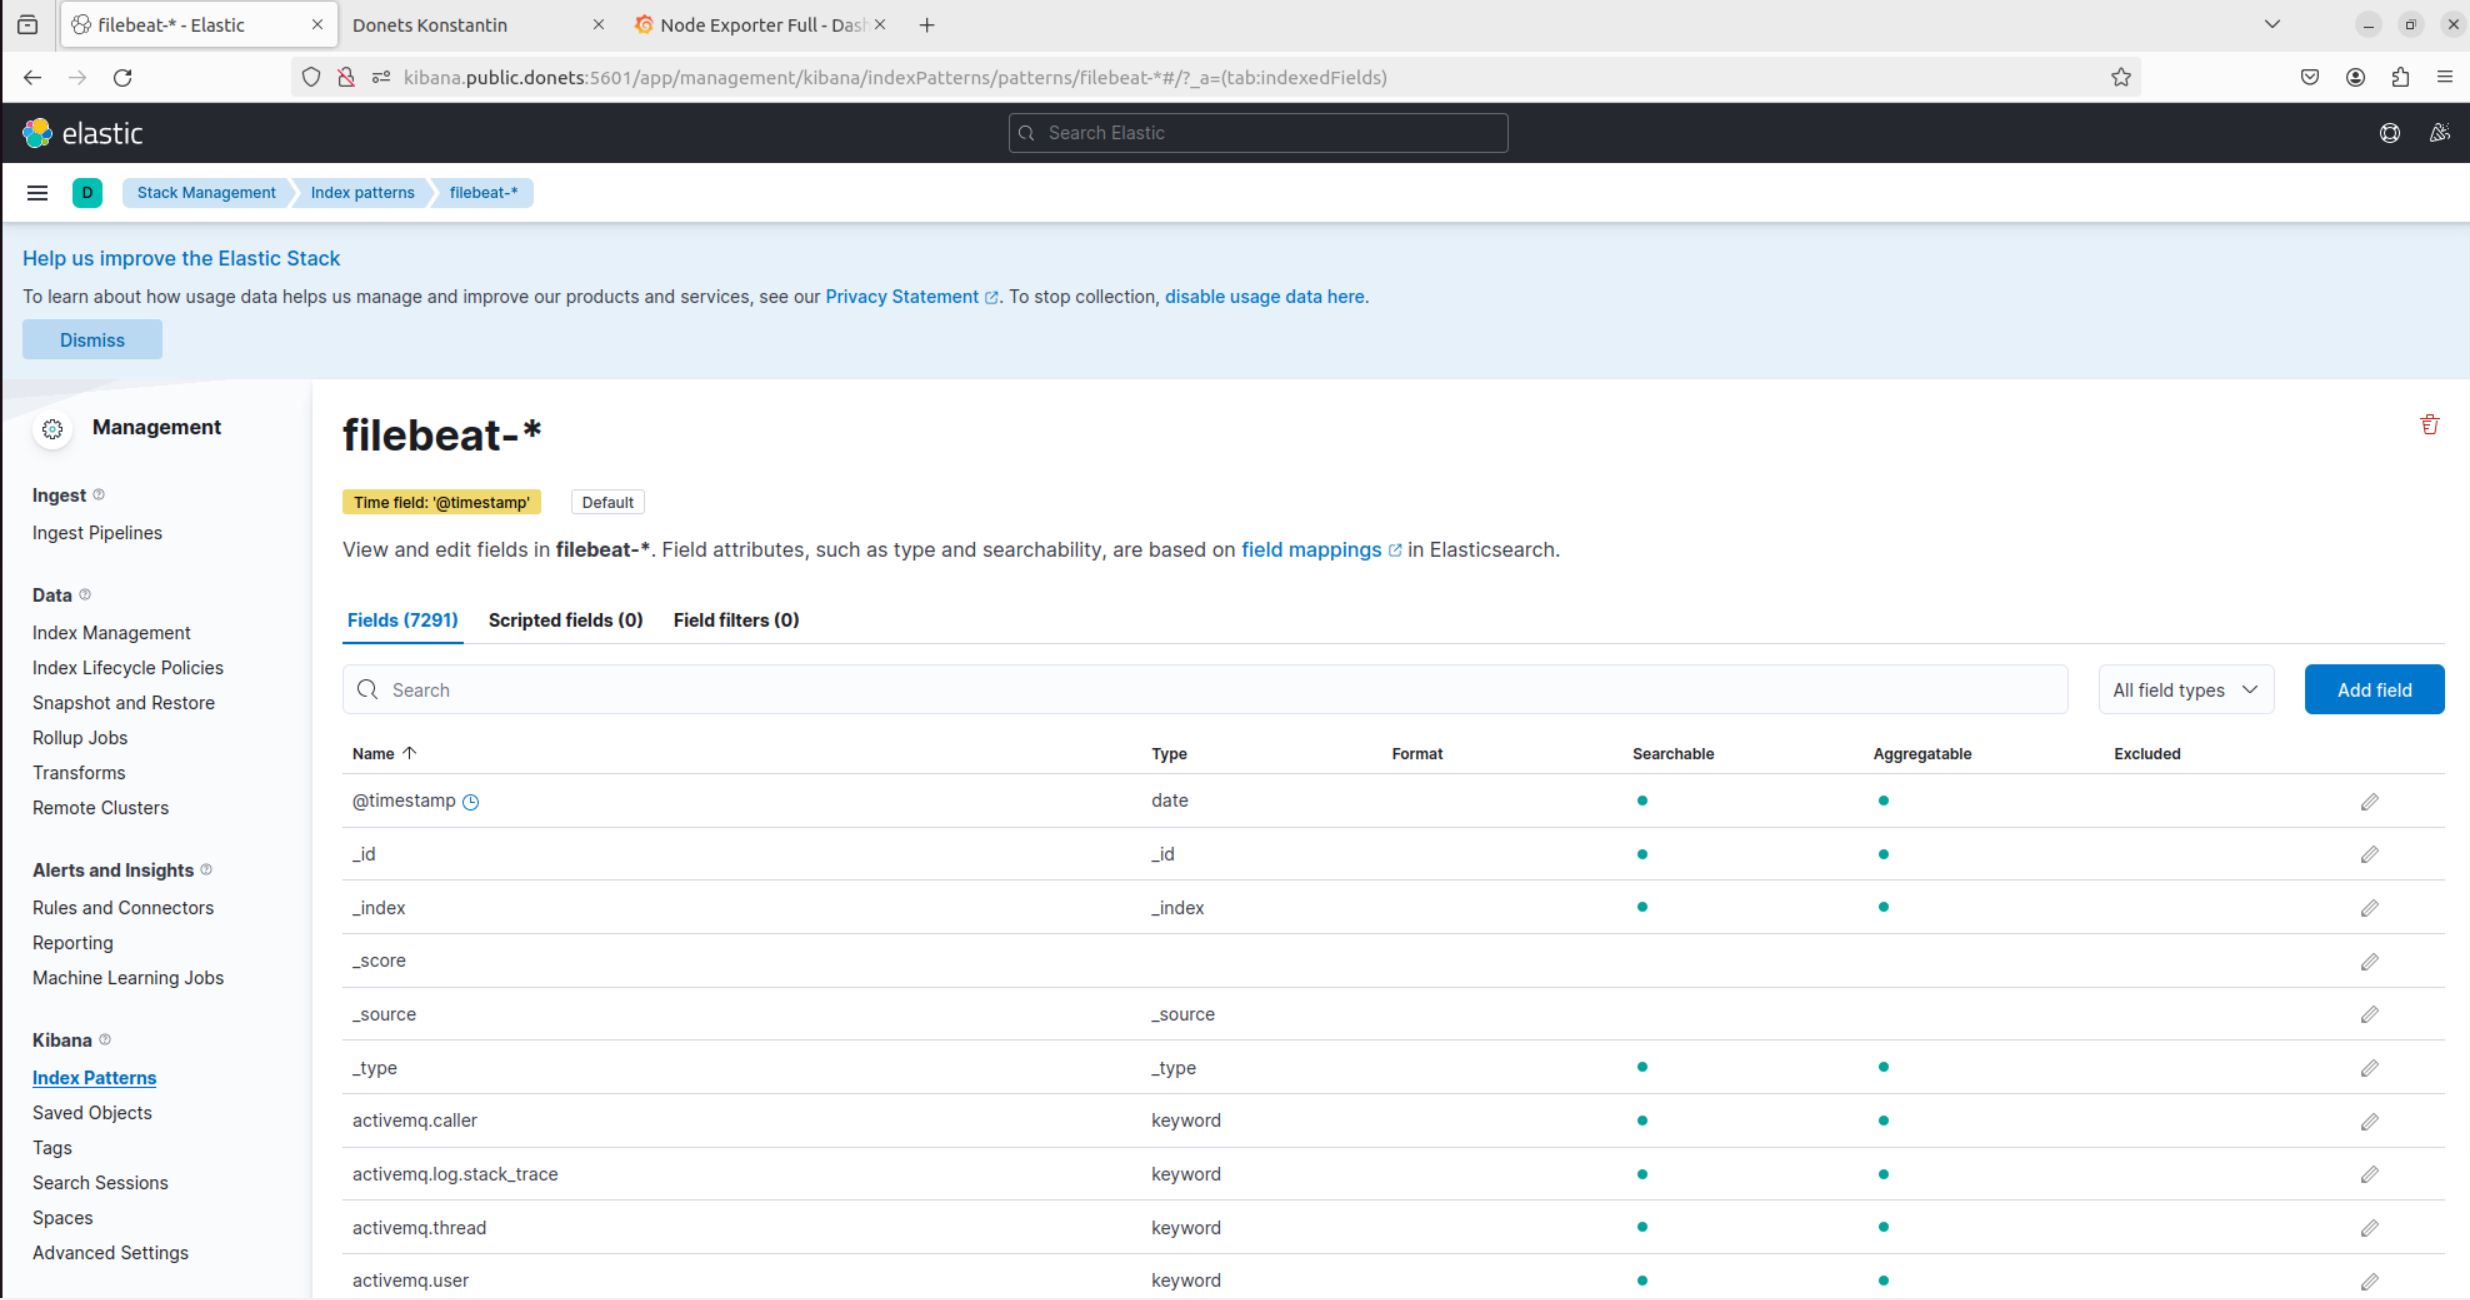 filebeat-* - Elastic
Donets Konstantin
Node Exporter Full - Das
kibana.public.donets:5601/app/management/kibana/indexPatterns/patterns/filebeat-*#/?_a=(tab:indexedFields)
elastic
Search Elastic
D
Stack Management
Index patterns
filebeat-*
Help us improve the Elastic Stack
To learn about how usage data helps us manage and improve our products and services, see our Privacy Statement. To stop collection, disable usage data here.
Dismiss
Management
Ingest
Ingest Pipelines
Data
Index Management
Index Lifecycle Policies
Snapshot and Restore
Rollup Jobs
Transforms
Remote Clusters
Alerts and Insights
Rules and Connectors
Reporting
Machine Learning Jobs
Kibana
Index Patterns
Saved Objects
Tags
Search Sessions
Spaces
Advanced Settings
filebeat-*
Time field: '@timestamp'
Default
View and edit fields in filebeat-*. Field attributes, such as type and searchability, are based on field mappings in Elasticsearch.
Fields (7291)
Scripted fields (0)
Field filters (0)
Search
All field types
Add field
Name Type Format Searchable Aggregatable Excluded
@timestamp date
_id _id
_index _index
_score
_source _source
_type _type
activemq.caller keyword
activemq.log.stack_trace keyword
activemq.thread keyword
activemq.user keyword